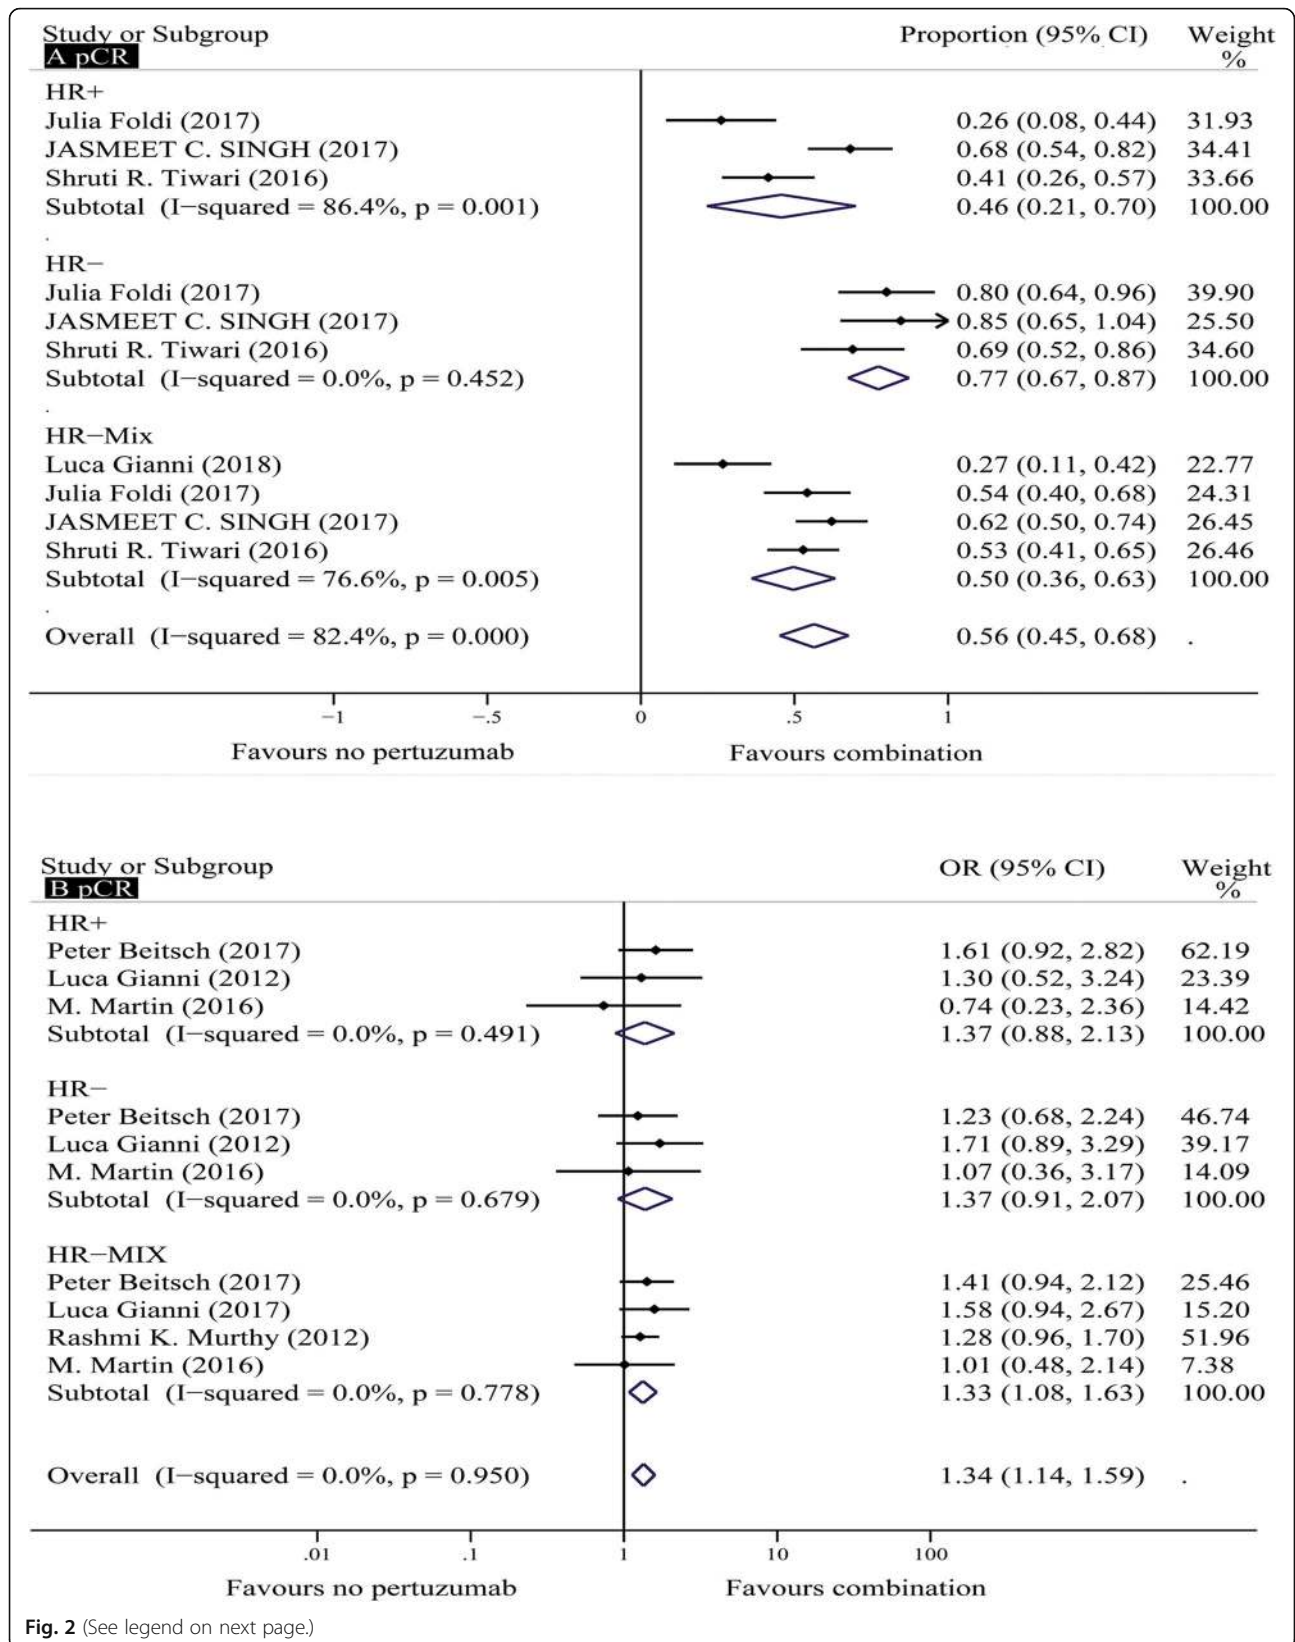 Study or Subgroup Proportion (95% CI) Weight
A pCR %
HR+
Julia Foldi (2017) 0.26 (0.08, 0.44) 31.93
JASMEET C. SINGH (2017) 0.68 (0.54, 0.82) 34.41
Shruti R. Tiwari (2016) 0.41 (0.26, 0.57) 33.66
Subtotal (I−squared = 86.4%, p = 0.001) 0.46 (0.21, 0.70) 100.00
.
HR−
Julia Foldi (2017) 0.80 (0.64, 0.96) 39.90
JASMEET C. SINGH (2017) 0.85 (0.65, 1.04) 25.50
Shruti R. Tiwari (2016) 0.69 (0.52, 0.86) 34.60
Subtotal (I−squared = 0.0%, p = 0.452) 0.77 (0.67, 0.87) 100.00
.
HR−Mix
Luca Gianni (2018) 0.27 (0.11, 0.42) 22.77
Julia Foldi (2017) 0.54 (0.40, 0.68) 24.31
JASMEET C. SINGH (2017) 0.62 (0.50, 0.74) 26.45
Shruti R. Tiwari (2016) 0.53 (0.41, 0.65) 26.46
Subtotal (I−squared = 76.6%, p = 0.005) 0.50 (0.36, 0.63) 100.00
.
Overall (I−squared = 82.4%, p = 0.000) 0.56 (0.45, 0.68) .
−1 −.5 0 .5 1
Favours no pertuzumab Favours combination
Study or Subgroup OR (95% CI) Weight
B pCR %
HR+
Peter Beitsch (2017) 1.61 (0.92, 2.82) 62.19
Luca Gianni (2012) 1.30 (0.52, 3.24) 23.39
M. Martin (2016) 0.74 (0.23, 2.36) 14.42
Subtotal (I−squared = 0.0%, p = 0.491) 1.37 (0.88, 2.13) 100.00
HR−
Peter Beitsch (2017) 1.23 (0.68, 2.24) 46.74
Luca Gianni (2012) 1.71 (0.89, 3.29) 39.17
M. Martin (2016) 1.07 (0.36, 3.17) 14.09
Subtotal (I−squared = 0.0%, p = 0.679) 1.37 (0.91, 2.07) 100.00
HR−MIX
Peter Beitsch (2017) 1.41 (0.94, 2.12) 25.46
Luca Gianni (2017) 1.58 (0.94, 2.67) 15.20
Rashmi K. Murthy (2012) 1.28 (0.96, 1.70) 51.96
M. Martin (2016) 1.01 (0.48, 2.14) 7.38
Subtotal (I−squared = 0.0%, p = 0.778) 1.33 (1.08, 1.63) 100.00
Overall (I−squared = 0.0%, p = 0.950) 1.34 (1.14, 1.59) .
.01 .1 1 10 100
Favours no pertuzumab Favours combination
Fig. 2 (See legend on next page.)